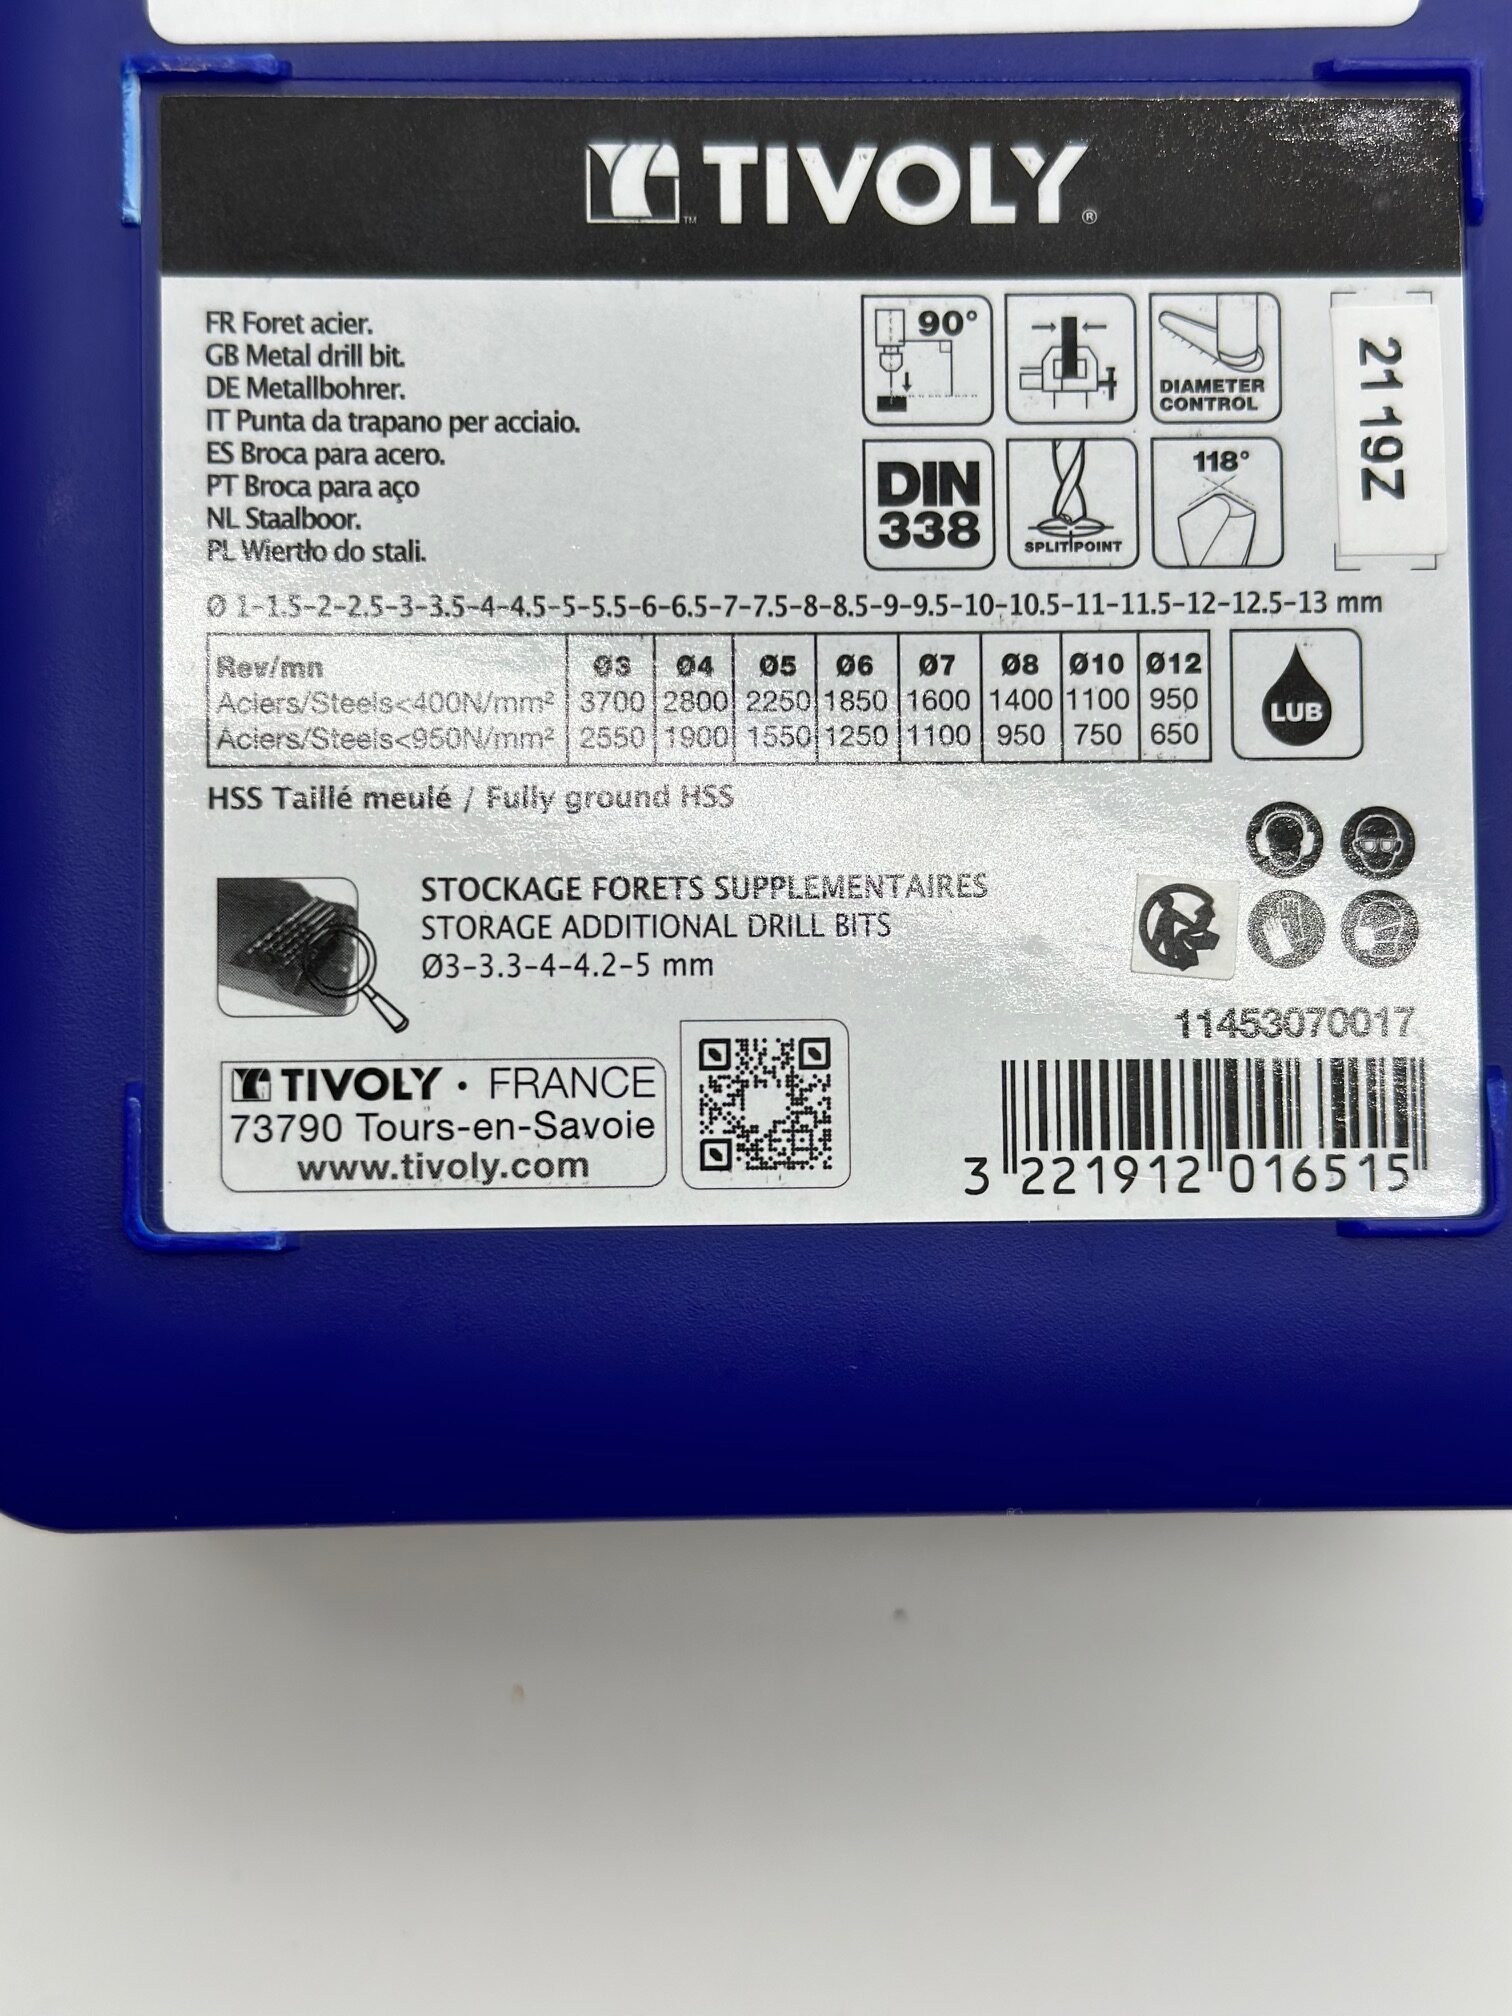 TIVOLY®
FR Foret acier.
GB Metal drill bit.
DE Metallbohrer.
IT Punta da trapano per acciaio.
ES Broca para acero.
PT Broca para aço
NL Staalboor.
PL Wiertło do stali.
90°
DIAMETER
CONTROL
DIN
338
SPLIT POINT
118°
2119Z
Ø 1-1.5-2-2.5-3-3.5-4-4.5-5-5.5-6-6.5-7-7.5-8-8.5-9-9.5-10-10.5-11-11.5-12-12.5-13 mm
Rev/mn Ø3 Ø4 Ø5 Ø6 Ø7 Ø8 Ø10 Ø12
Aciers/Steels<400N/mm² 3700 2800 2250 1850 1600 1400 1100 950
Aciers/Steels<950N/mm² 2550 1900 1550 1250 1100 950 750 650
LUB
HSS Taillé meulé / Fully ground HSS
STOCKAGE FORETS SUPPLEMENTAIRES
STORAGE ADDITIONAL DRILL BITS
Ø3-3.3-4-4.2-5 mm
TIVOLY • FRANCE
73790 Tours-en-Savoie
www.tivoly.com
11453070017
3 221912 016515